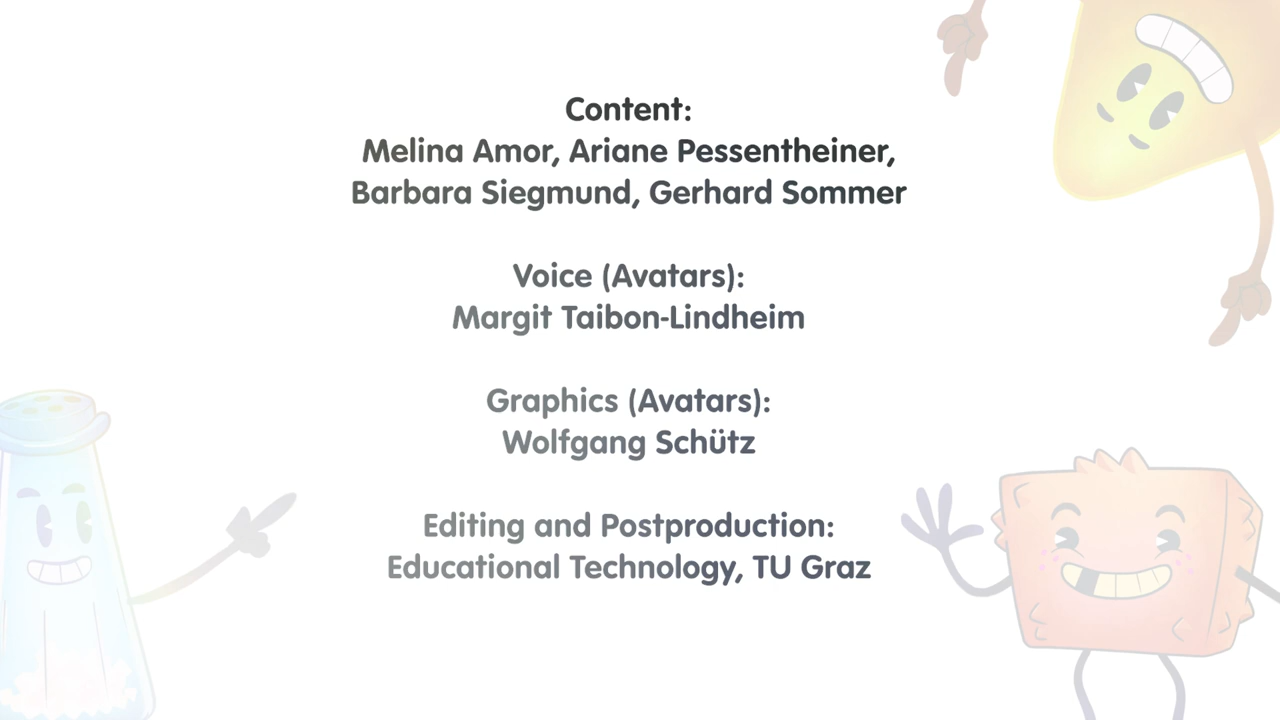 Content:
Melina Amor, Ariane Pessentheiner,
Barbara Siegmund, Gerhard Sommer
Voice (Avatars):
Margit Taibon-Lindheim
Graphics (Avatars):
Wolfgang Schütz
Editing and Postproduction:
Educational Technology, TU Graz